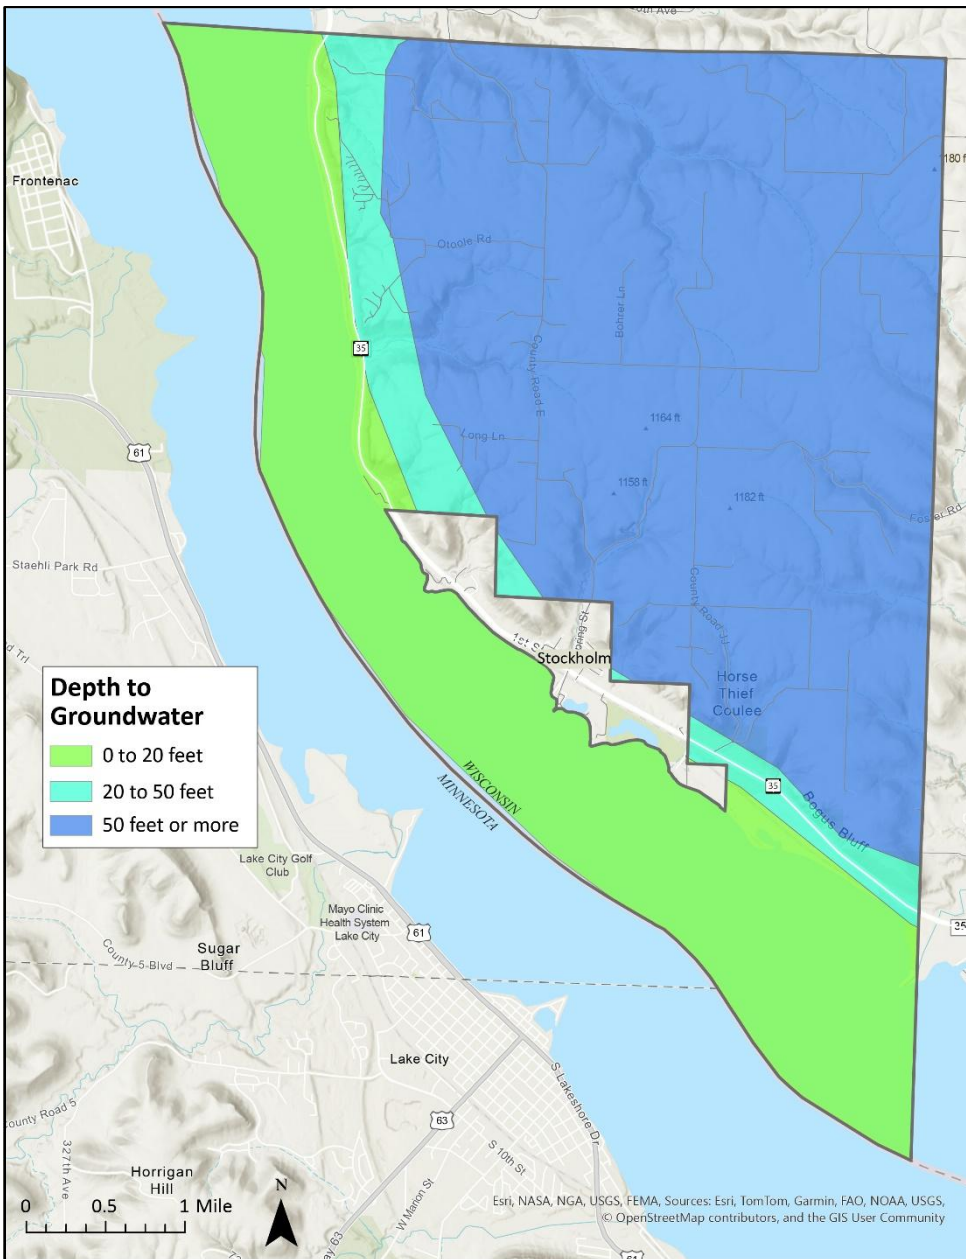 180 ft
Frontenac
Otoole Rd
Bohrer Ln
35
County Road E
1164 ft
61
Long Ln
1158 ft
1182 ft
Foster Rd
Staehli Park Rd
County Road JJ
1st St
Stockholm
Horse
Thief
Coulee
Depth to
Groundwater
0 to 20 feet
20 to 50 feet
50 feet or more
WISCONSIN
MINNESOTA
35
Bogus Bluff
Lake City Golf
Club
Mayo Clinic
Health System
Lake City
61
35
Sugar
Bluff
County 5 Blvd
Lake City
S Lakeshore Dr
63
County Road 5
327th Ave
S 10th St
Horrigan
Hill
W Marion St
N
0 0.5 1 Mile
61
Esri, NASA, NGA, USGS, FEMA, Sources: Esri, TomTom, Garmin, FAO, NOAA, USGS,
© OpenStreetMap contributors, and the GIS User Community